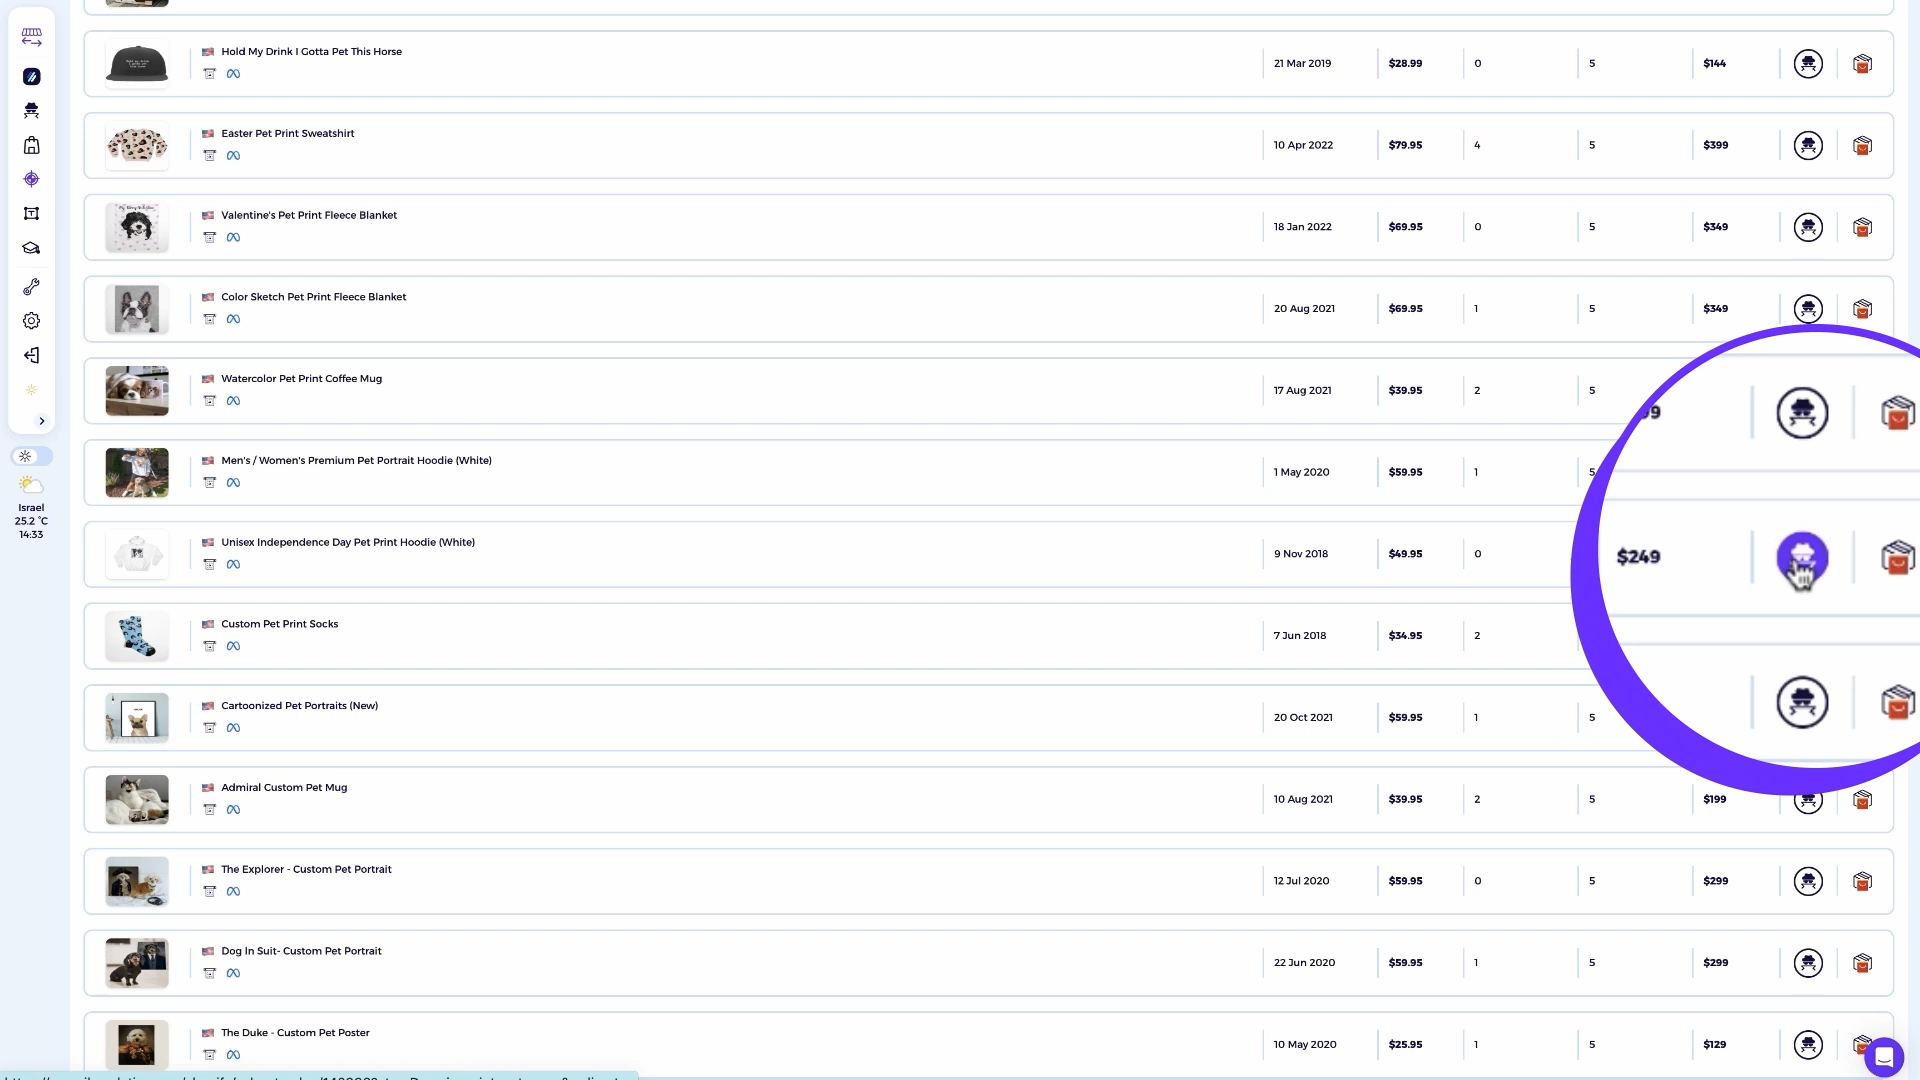 Hold My Drink I Gotta Pet This Horse
21 Mar 2019 $28.99 0 5 $144
Easter Pet Print Sweatshirt
10 Apr 2022 $79.95 4 5 $399
Valentine's Pet Print Fleece Blanket
18 Jan 2022 $69.95 0 5 $349
Color Sketch Pet Print Fleece Blanket
20 Aug 2021 $69.95 1 5 $349
Watercolor Pet Print Coffee Mug
17 Aug 2021 $39.95 2 5
Men's / Women's Premium Pet Portrait Hoodie (White)
1 May 2020 $59.95 1 5
Israel
25.2 °C
14:33
Unisex Independence Day Pet Print Hoodie (White)
9 Nov 2018 $49.95 0 $249
Custom Pet Print Socks
7 Jun 2018 $34.95 2
Cartoonized Pet Portraits (New)
20 Oct 2021 $59.95 1 5
Admiral Custom Pet Mug
10 Aug 2021 $39.95 2 5 $199
The Explorer - Custom Pet Portrait
12 Jul 2020 $59.95 0 5 $299
Dog In Suit- Custom Pet Portrait
22 Jun 2020 $59.95 1 5 $299
The Duke - Custom Pet Poster
10 May 2020 $25.95 1 5 $129